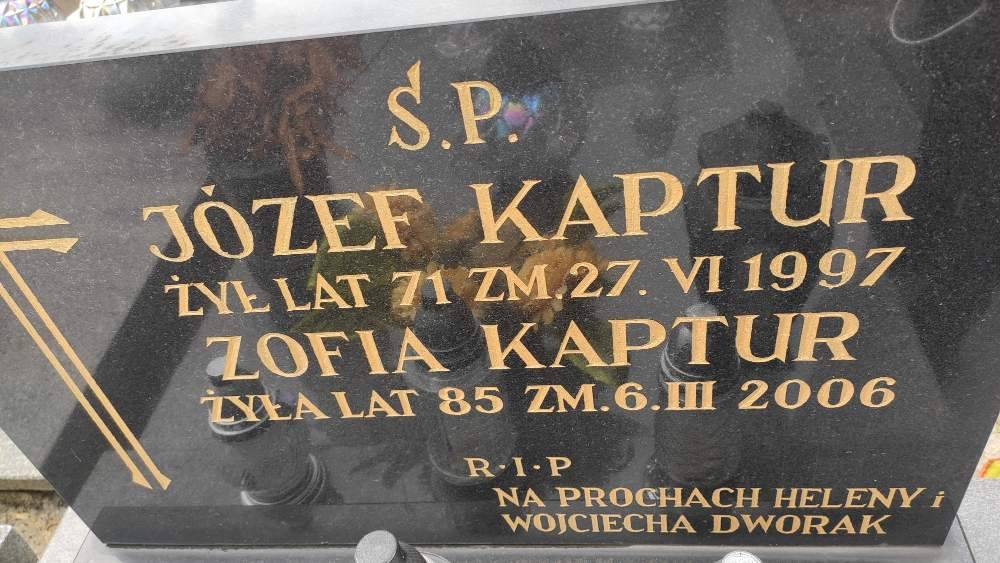 Ś.P.
JÓZEF KAPTUR
ŻYŁ LAT 71 ZM.27.VI 1997
ZOFIA KAPTUR
ŻYŁA LAT 85 ZM.6.III 2006
R·I·P
NA PROCHACH HELENY i
WOJCIECHA DWORAK